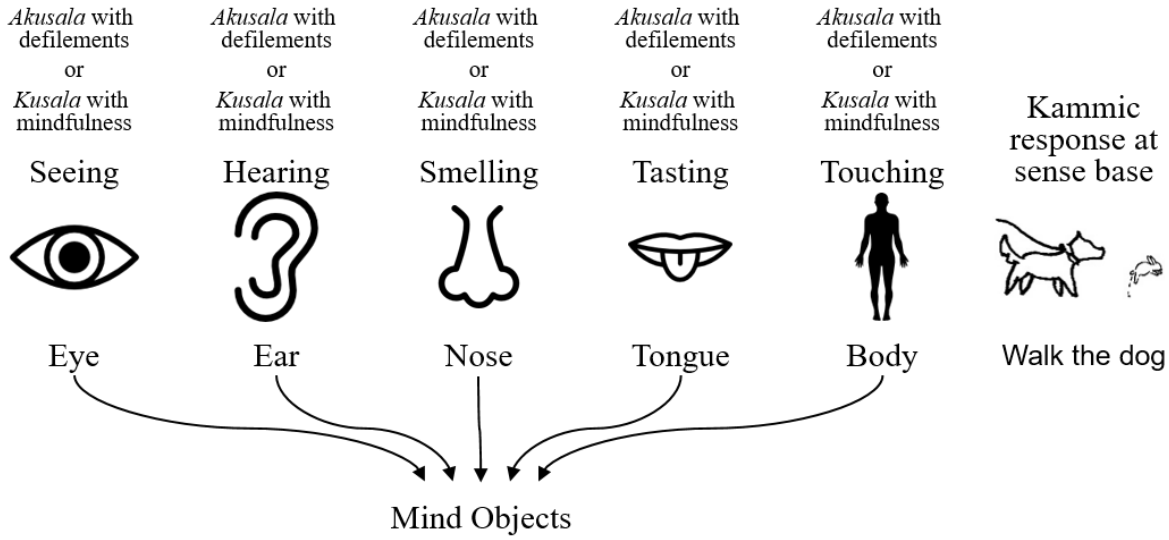 Akusala with
defilements
or
Kusala with
mindfulness
Seeing
Eye
Akusala with
defilements
or
Kusala with
mindfulness
Hearing
Ear
Akusala with
defilements
or
Kusala with
mindfulness
Smelling
Nose
Akusala with
defilements
or
Kusala with
mindfulness
Tasting
Tongue
Akusala with
defilements
or
Kusala with
mindfulness
Touching
Body
Kammic
response at
sense base
Walk the dog
Mind Objects